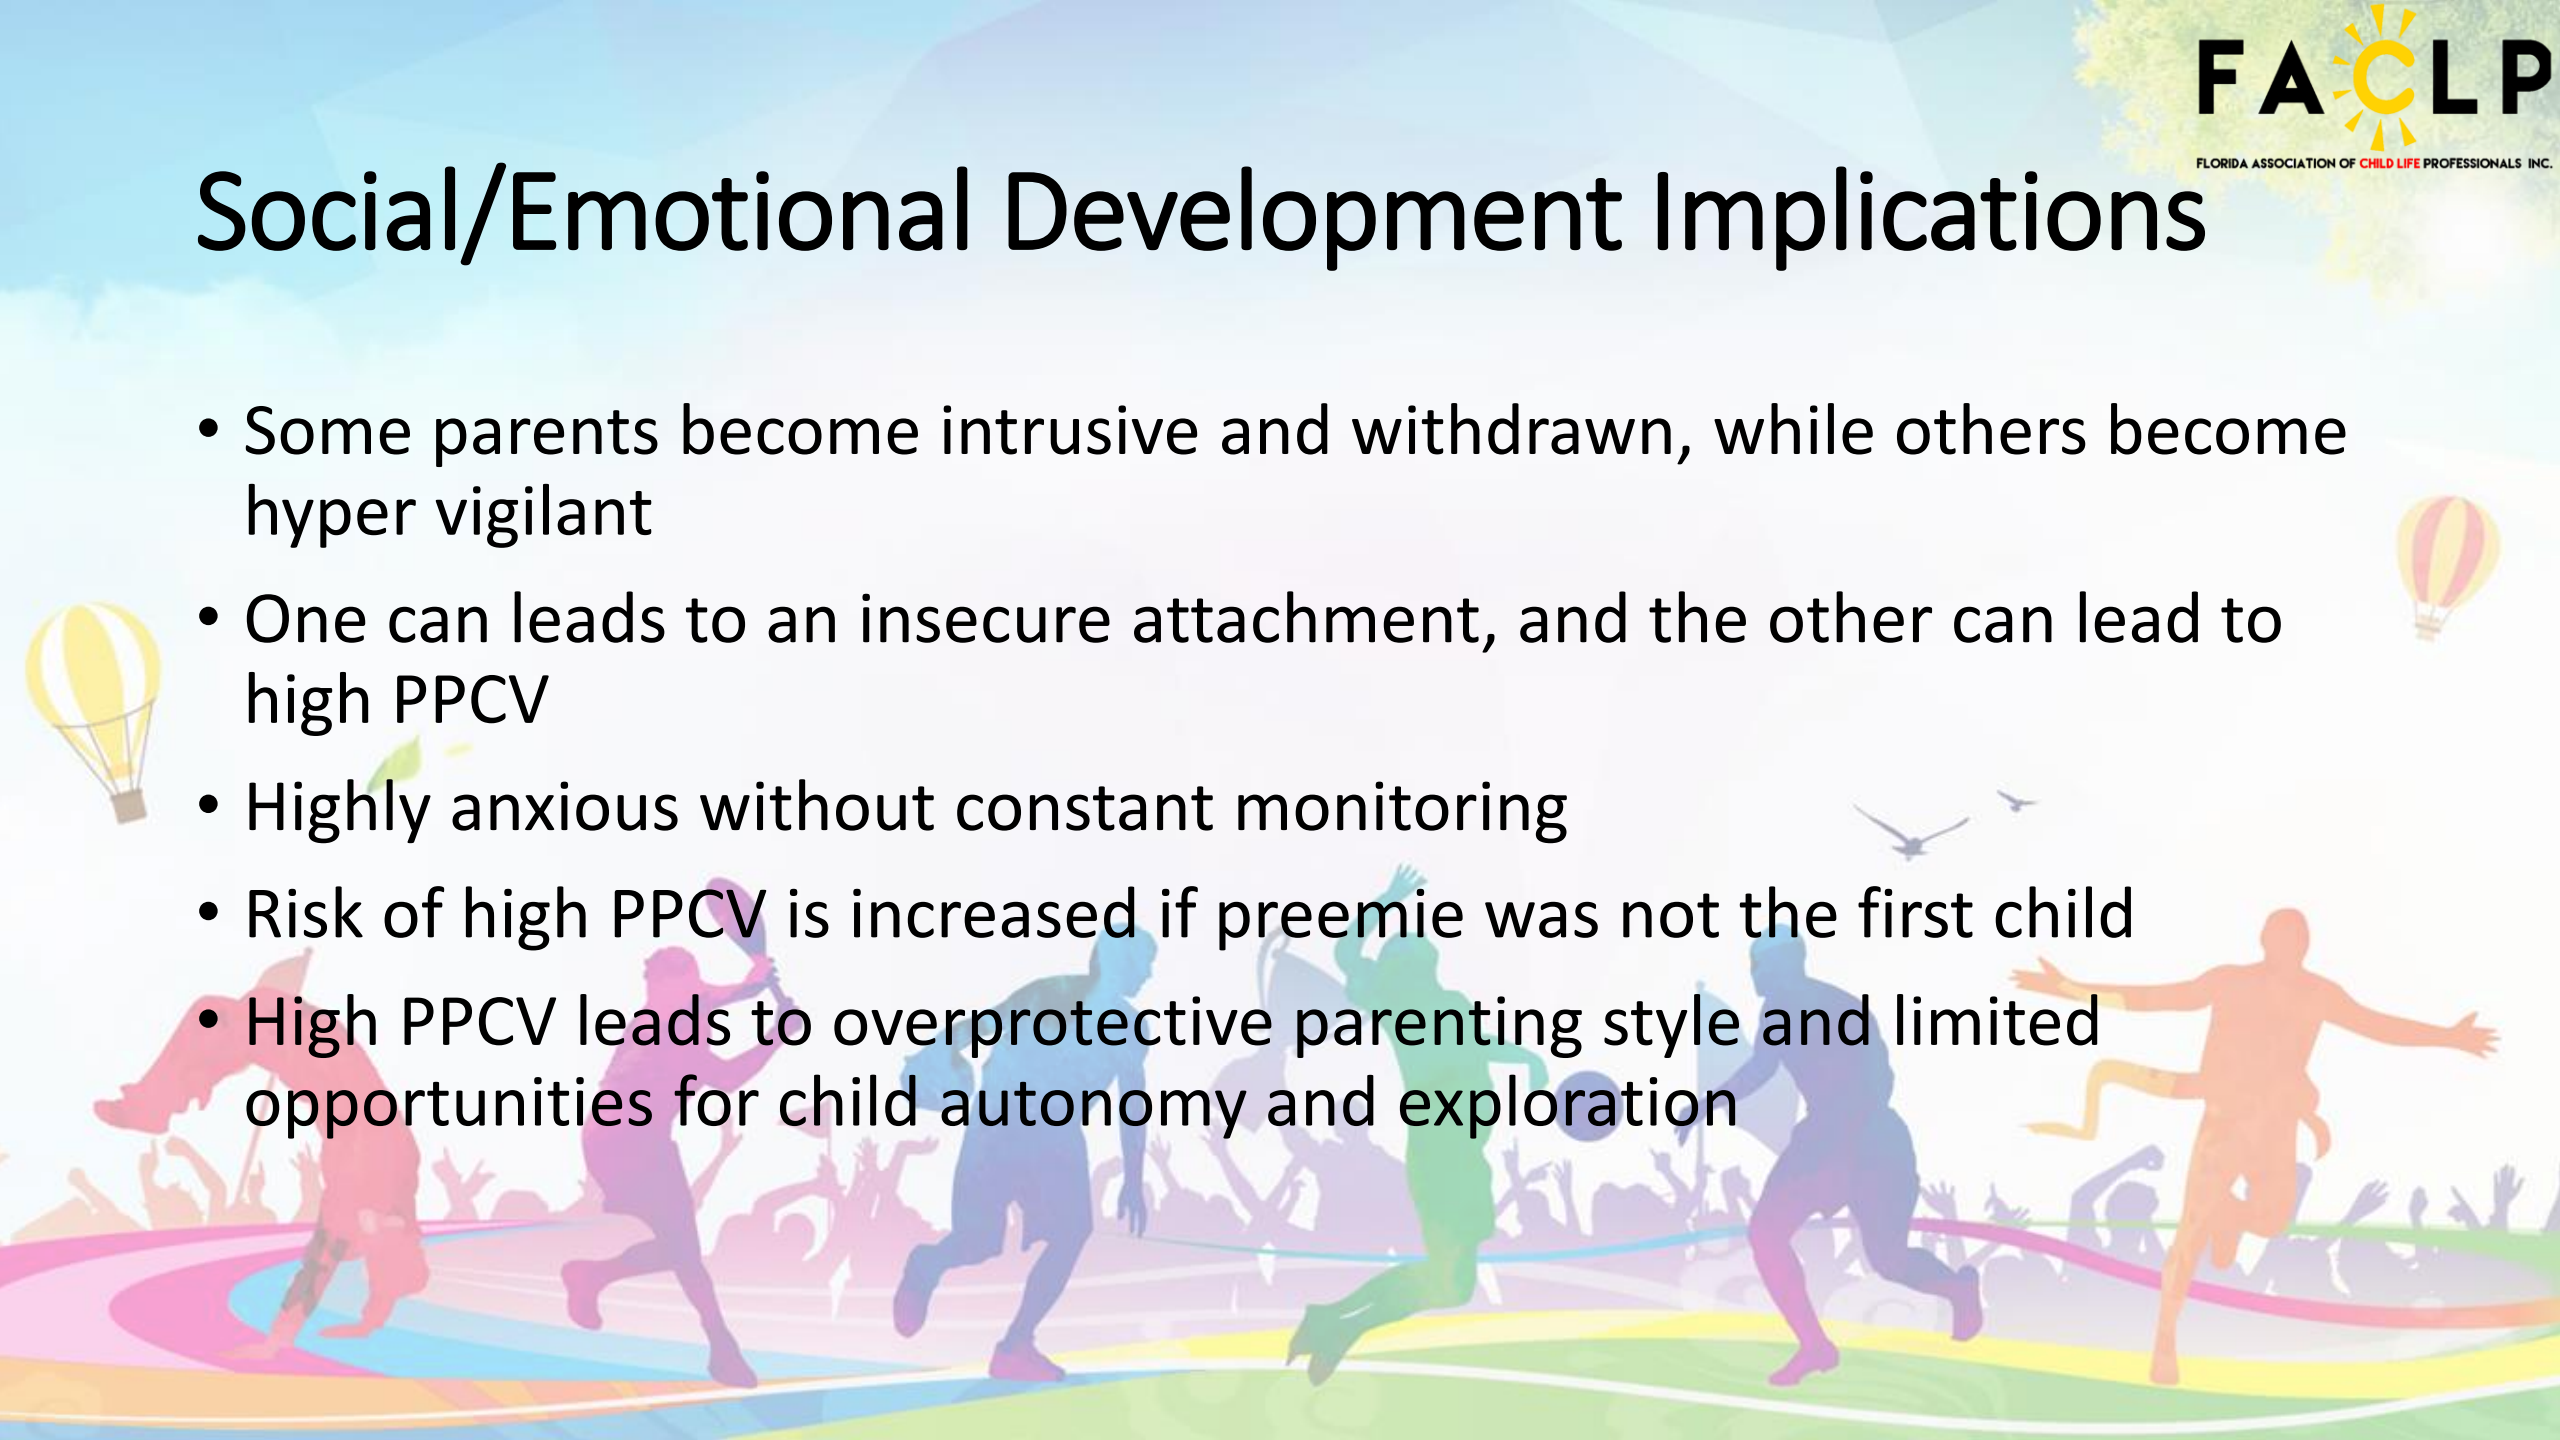 FACLP
FLORIDA ASSOCIATION OF CHILD LIFE PROFESSIONALS INC.
Social/Emotional Development Implications
• Some parents become intrusive and withdrawn, while others become
hyper vigilant
• One can leads to an insecure attachment, and the other can lead to
high PPCV
• Highly anxious without constant monitoring
• Risk of high PPCV is increased if preemie was not the first child
• High PPCV leads to overprotective parenting style and limited
opportunities for child autonomy and exploration